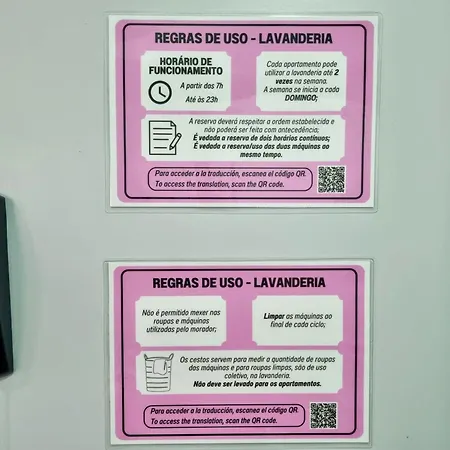 REGRAS DE USO - LAVANDERIA
HORÁRIO DE
FUNCIONAMENTO
A partir das 7h
Até às 23h
Cada apartamento pode
utilizar a lavanderia até 2
vezes na semana.
A semana se inicia a cada
DOMINGO;
A reserva deverá respeitar a ordem estabelecida e
não poderá ser feita com antecedência;
É vedada a reserva de dois horários contínuos;
É vedada a reserva/uso das duas máquinas ao
mesmo tempo.
Para acceder a la traducción, escanea el código QR.
To access the translation, scan the QR code.
REGRAS DE USO - LAVANDERIA
Não é permitido mexer nas
roupas e máquinas
utilizadas pelo morador;
Limpar as máquinas ao
final de cada ciclo;
Os cestos servem para medir a quantidade de roupas
das máquinas e para roupas limpas, são de uso
coletivo, na lavanderia.
Não deve ser levado para os apartamentos.
Para acceder a la traducción, escanea el código QR.
To access the translation, scan the QR code.